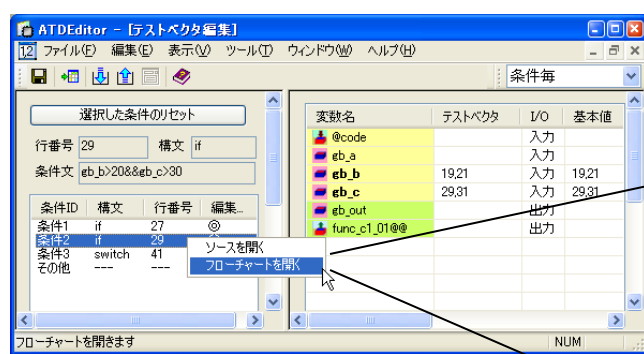 ATDEditor - [テストベクタ編集]
ファイル(F) 編集(E) 表示(V) ツール(T) ウィンドウ(W) ヘルプ(H)
条件毎
選択した条件のリセット
行番号 29 構文 if
条件文 gb_b>20&&gb_c>30
条件ID 構文 行番号 編集...
条件1 if 27 ◎
条件2 if 29
条件3 switch 41
その他 --- ---
ソースを開く
フローチャートを開く
変数名 テストベクタ I/O 基本値
@code 入力
gb_a 入力
gb_b 19,21 入力 19,21
gb_c 29,31 入力 29,31
gb_out 出力
func_c1_01@@ 出力
フローチャートを開きます
NUM